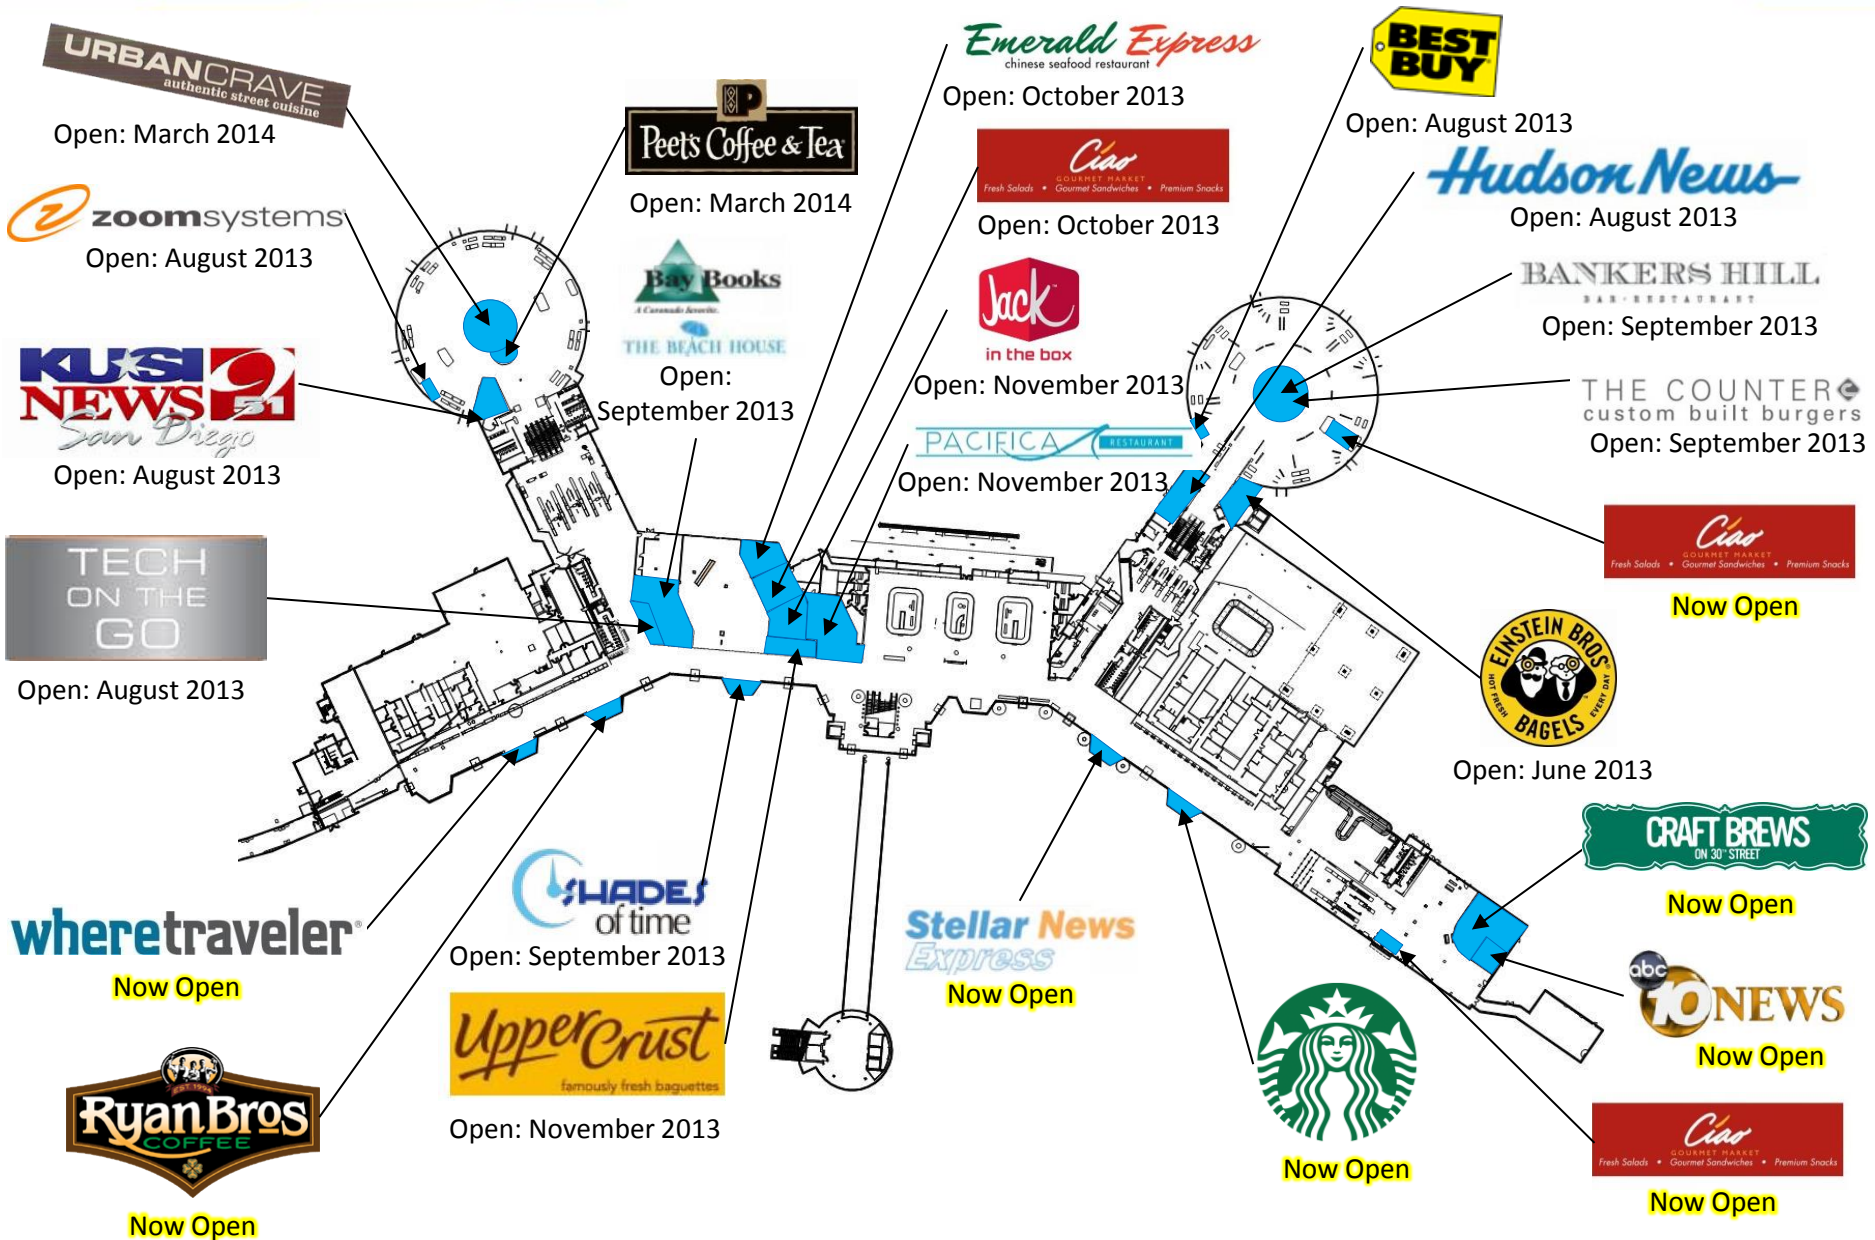 URBANCRAVE
authentic street cuisine
Open: March 2014
zoomsystems
Open: August 2013
KUSI
NEWS 9
51
San Diego
Open: August 2013
TECH
ON THE
GO
Open: August 2013
wheretraveler®
Now Open
EST. 1994
RyanBros
COFFEE
Now Open
P
Peet's Coffee & Tea
Open: March 2014
Bay Books
A Coronado favorite.
THE BEACH HOUSE
Open:
September 2013
SHADES
of time
Open: September 2013
UpperCrust
famously fresh baguettes
Open: November 2013
Emerald Express
chinese seafood restaurant
Open: October 2013
Ciao
GOURMET MARKET
Fresh Salads • Gourmet Sandwiches • Premium Snacks
Open: October 2013
Jack
in the box
Open: November 2013
PACIFICA RESTAURANT
Open: November 2013
Stellar News
Express
Now Open
BEST
BUY
Open: August 2013
Hudson News
Open: August 2013
BANKERS HILL
BAR • RESTAURANT
Open: September 2013
THE COUNTER
custom built burgers
Open: September 2013
Ciao
GOURMET MARKET
Fresh Salads • Gourmet Sandwiches • Premium Snacks
Now Open
EINSTEIN BROS
HOT FRESH
BAGELS
EVERY DAY
Open: June 2013
CRAFT BREWS
ON 30TH STREET
Now Open
abc
10 NEWS
Now Open
Now Open
Ciao
GOURMET MARKET
Fresh Salads • Gourmet Sandwiches • Premium Snacks
Now Open